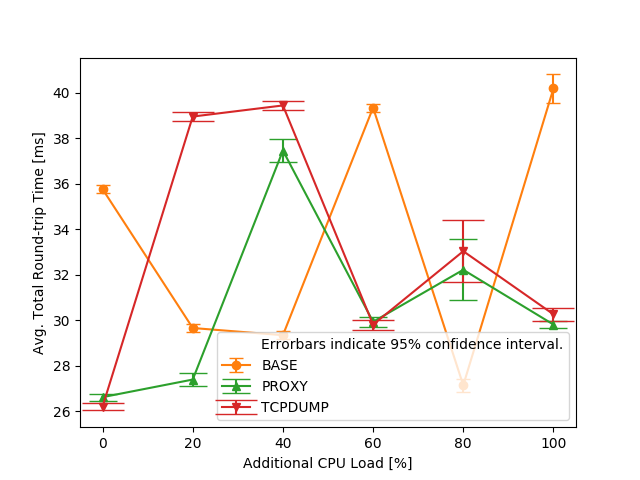 40
38
36
34
32
30
28
26
Avg. Total Round-trip Time [ms]
Errorbars indicate 95% confidence interval.
BASE
PROXY
TCPDUMP
0 20 40 60 80 100
Additional CPU Load [%]